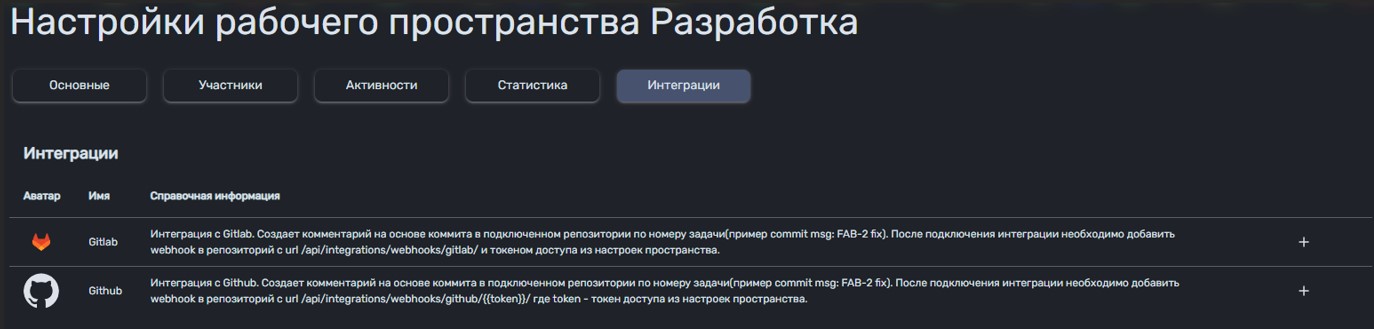 Настройки рабочего пространства Разработка
Основные Участники Активности Статистика Интеграции
Интеграции
Аватар Имя Справочная информация
Gitlab Интеграция с Gitlab. Создает комментарий на основе коммита в подключенном репозитории по номеру задачи(пример commit msg: FAB-2 fix). После подключения интеграции необходимо добавить
webhook в репозиторий с url /api/integrations/webhooks/gitlab/ и токеном доступа из настроек пространства.
Github Интеграция с Github. Создает комментарий на основе коммита в подключенном репозитории по номеру задачи(пример commit msg: FAB-2 fix). После подключения интеграции необходимо добавить
webhook в репозиторий с url /api/integrations/webhooks/github/{{token}}/ где token - токен доступа из настроек пространства.